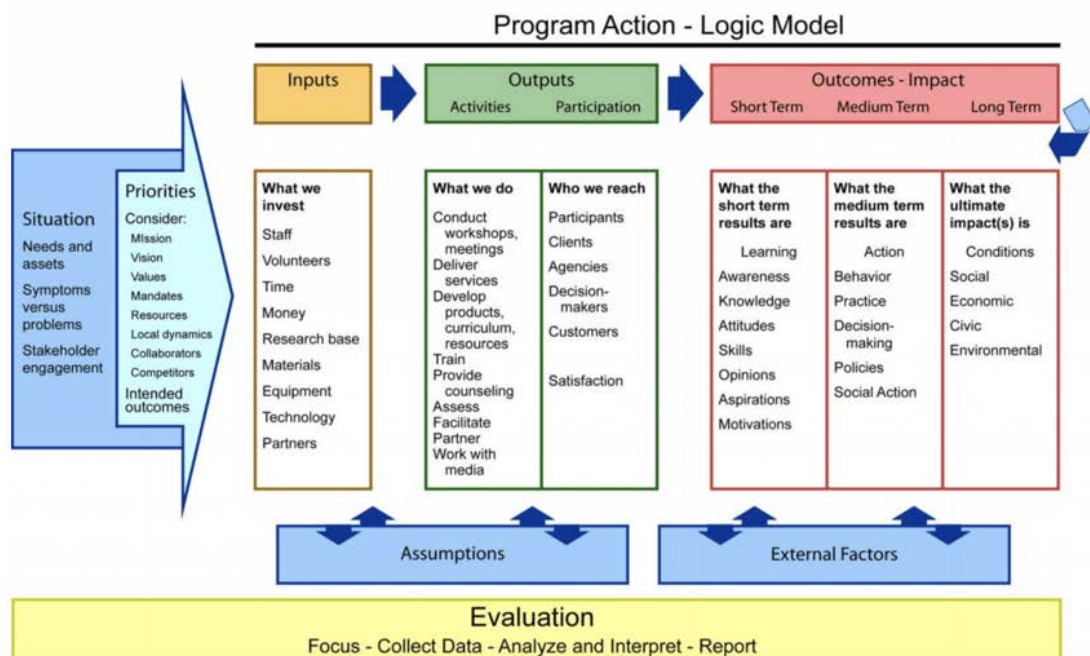 Program Action - Logic Model
Inputs
Outputs
Activities
Participation
Outcomes - Impact
Short Term
Medium Term
Long Term
Situation
Needs and
assets
Symptoms
versus
problems
Stakeholder
engagement
Priorities
Consider:
MIssion
Vision
Values
Mandates
Resources
Local dynamics
Collaborators
Competitors
Intended
outcomes
What we
invest
Staff
Volunteers
Time
Money
Research base
Materials
Equipment
Technology
Partners
What we do
Conduct
workshops,
meetings
Deliver
services
Develop
products,
curriculum,
resources
Train
Provide
counseling
Assess
Facilitate
Partner
Work with
media
Who we reach
Participants
Clients
Agencies
Decision-
makers
Customers
Satisfaction
What the
short term
results are
Learning
Awareness
Knowledge
Attitudes
Skills
Opinions
Aspirations
Motivations
What the
medium term
results are
Action
Behavior
Practice
Decision-
making
Policies
Social Action
What the
ultimate
impact(s) is
Conditions
Social
Economic
Civic
Environmental
Assumptions
External Factors
Evaluation
Focus - Collect Data - Analyze and Interpret - Report